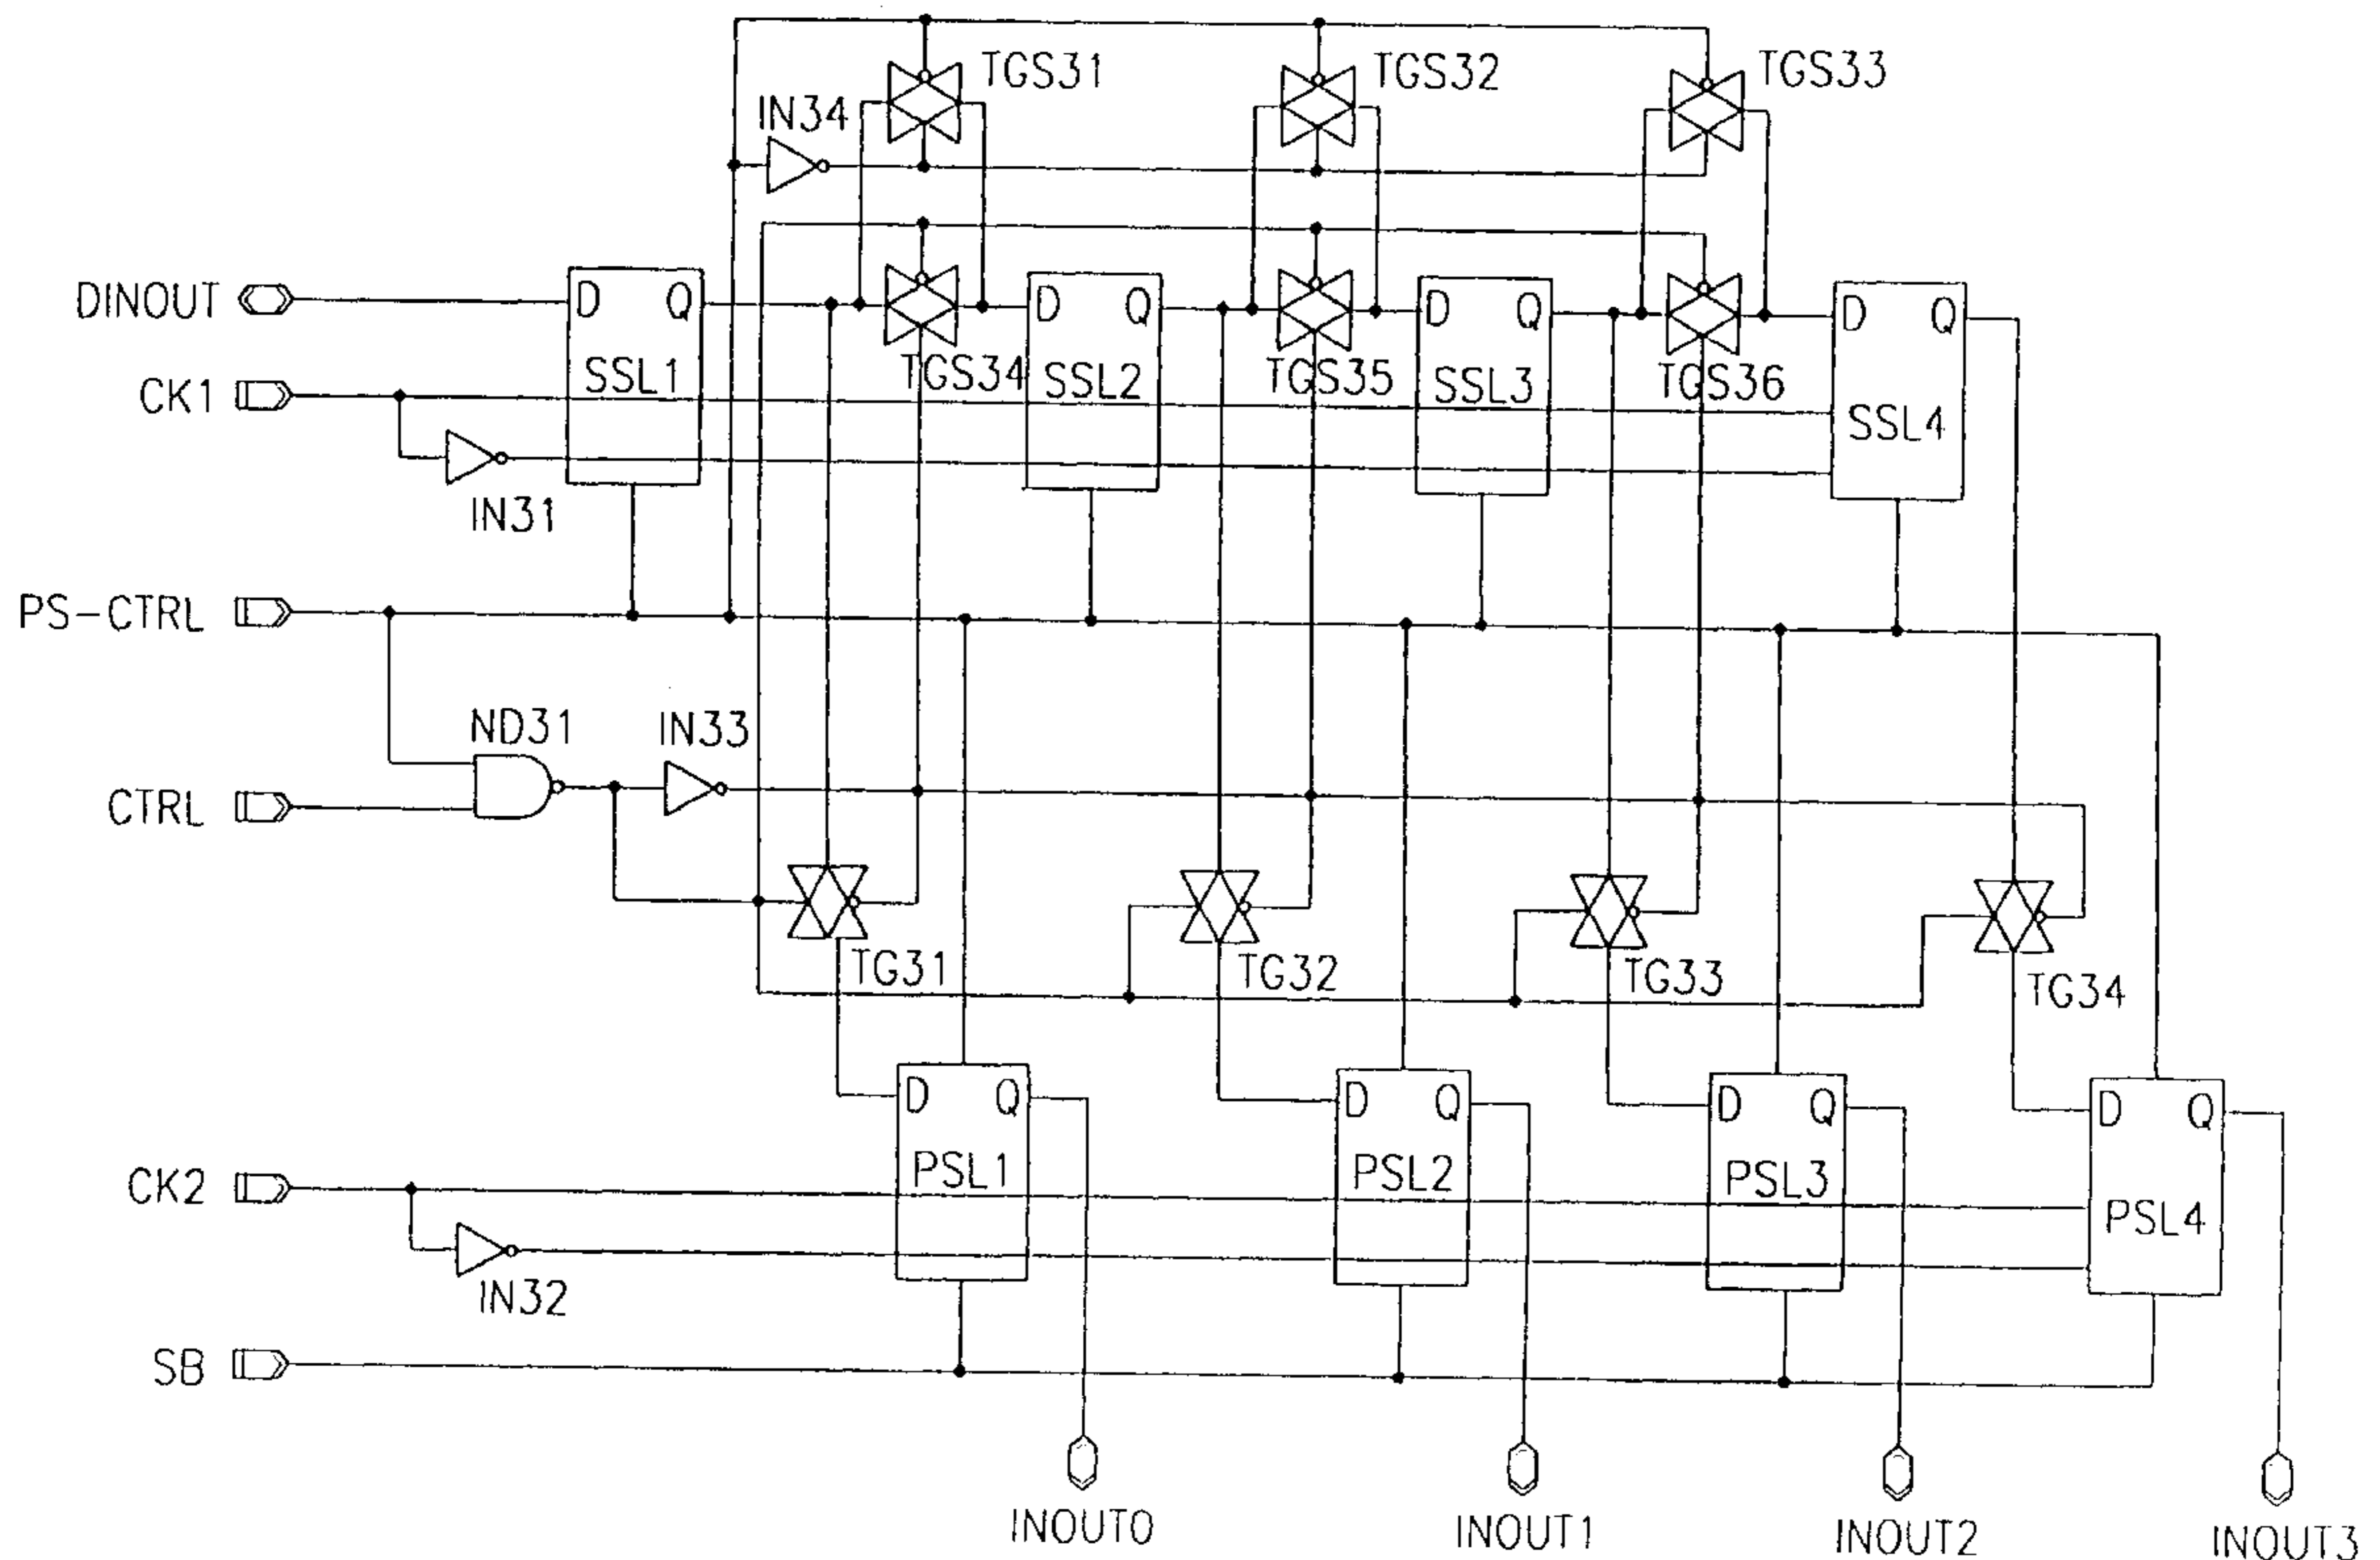 TGS31
TGS32
TGS33
IN34
DINOUT
D
Q
D
Q
D
Q
D
Q
SSL1
TGS34
SSL2
TGS35
SSL3
TGS36
SSL4
CK1
IN31
PS-CTRL
ND31
IN33
CTRL
TG31
TG32
TG33
TG34
D
Q
D
Q
D
Q
D
Q
PSL1
PSL2
PSL3
PSL4
CK2
IN32
SB
INOUT0
INOUT1
INOUT2
INOUT3